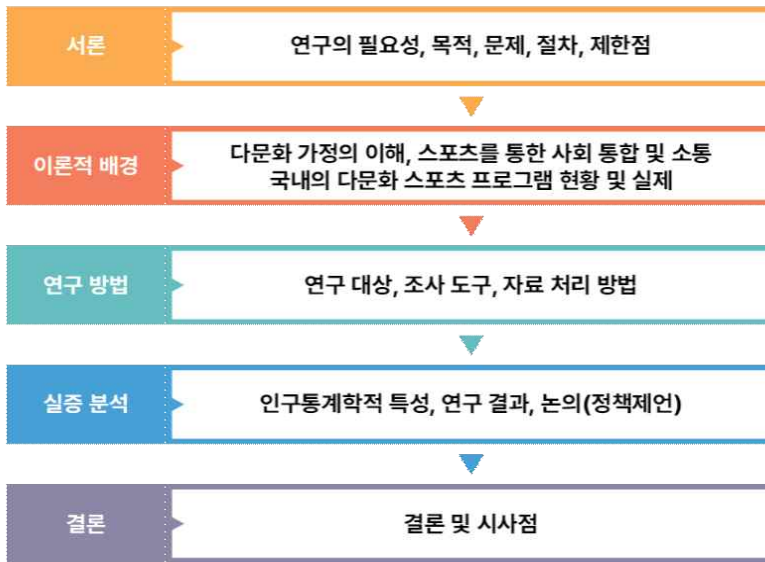 서론
연구의 필요성, 목적, 문제, 절차, 제한점
이론적 배경
다문화 가정의 이해, 스포츠를 통한 사회 통합 및 소통
국내의 다문화 스포츠 프로그램 현황 및 실제
연구 방법
연구 대상, 조사 도구, 자료 처리 방법
실증 분석
인구통계학적 특성, 연구 결과, 논의(정책제언)
결론
결론 및 시사점